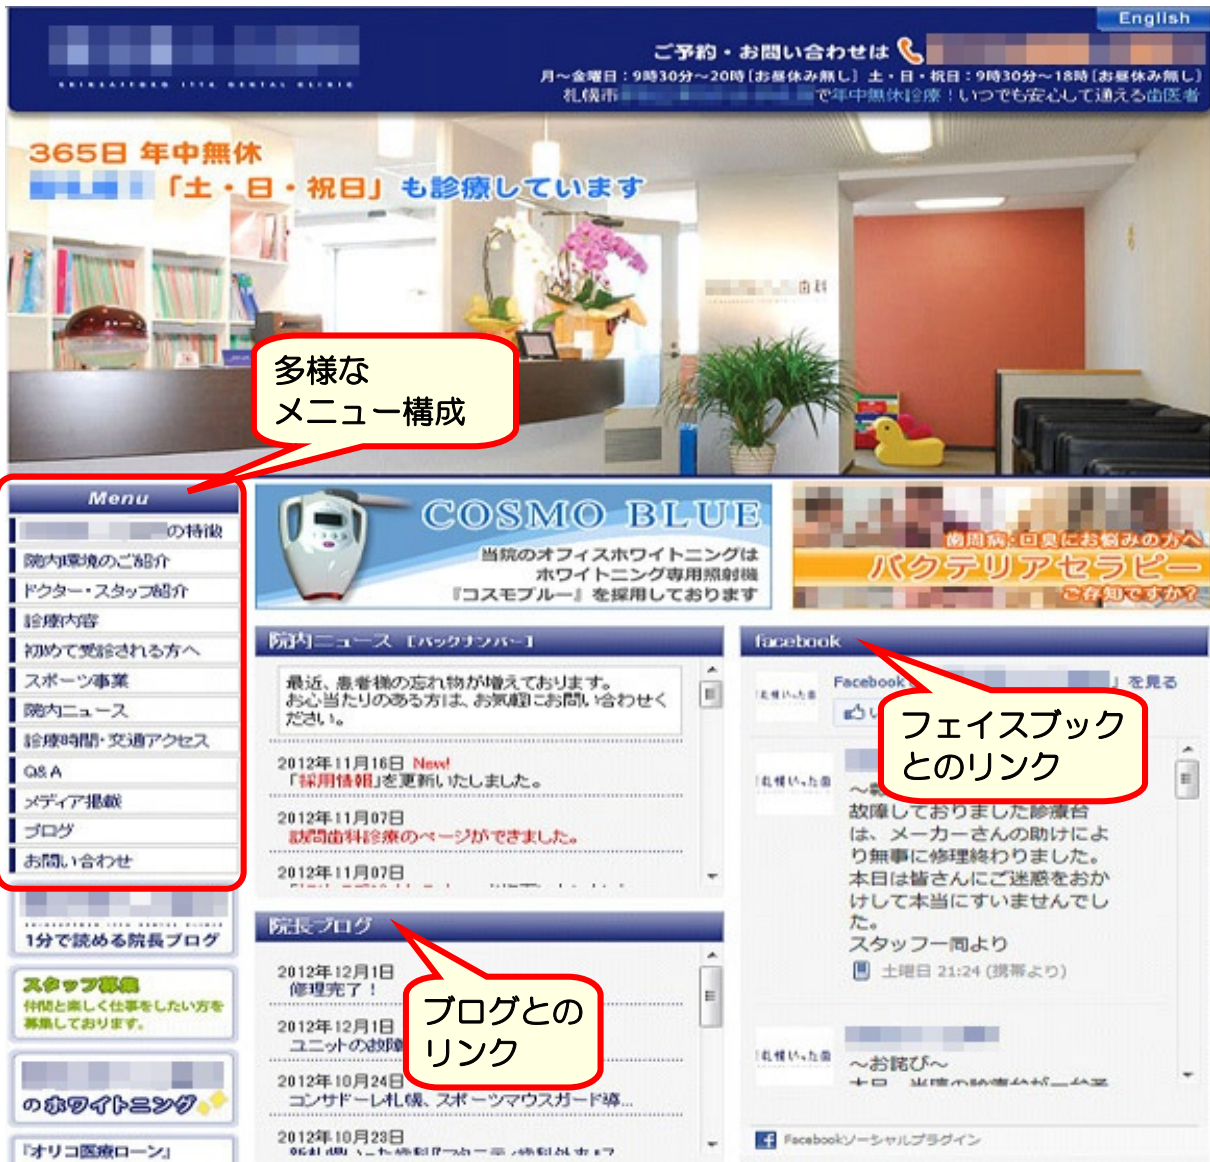 English
ご予約・お問い合わせは
月～金曜日：9時30分～20時[お昼休み無し] 土・日・祝日：9時30分～18時[お昼休み無し]
札幌市
で年中無休診療！いつでも安心して通える歯医者
365日 年中無休
「土・日・祝日」も診療しています
歯科
多様な
メニュー構成
Menu
の特徴
院内環境のご紹介
ドクター・スタッフ紹介
診療内容
初めて受診される方へ
スポーツ事業
院内ニュース
診療時間・交通アクセス
Q&A
メディア掲載
ブログ
お問い合わせ
1分で読める院長ブログ
スタッフ募集
仲間と楽しく仕事をしたい方を
募集しております。
のホワイトニング
『オリコ医療ローン』
COSMO BLUE
当院のオフィスホワイトニングは
ホワイトニング専用照射機
『コスモブルー』を採用しております
歯周病・口臭にお悩みの方へ
バクテリアセラピー
ご存知ですか？
院内ニュース [バックナンバー]
最近、患者様の忘れ物が増えております。
お心当たりのある方は、お気軽にお問い合わせく
ださい。
2012年11月16日 New!
「採用情報」を更新いたしました。
2012年11月07日
訪問歯科診療のページができました。
2012年11月07日
院長ブログ
2012年12月1日
修理完了！
2012年12月1日
ユニットの故障
2012年10月24日
コンサドーレ札幌、スポーツマウスガード導...
2012年10月23日
ブログとの
リンク
facebook
Facebook
」を見る
フェイスブック
とのリンク
故障しておりました診療台
は、メーカーさんの助けによ
り無事に修理終わりました。
本日は皆さんにご迷惑をおか
けして本当にすいませんでし
た。
スタッフ一同より
土曜日 21:24 (携帯より)
～お詫び～
Facebookソーシャルプラグイン